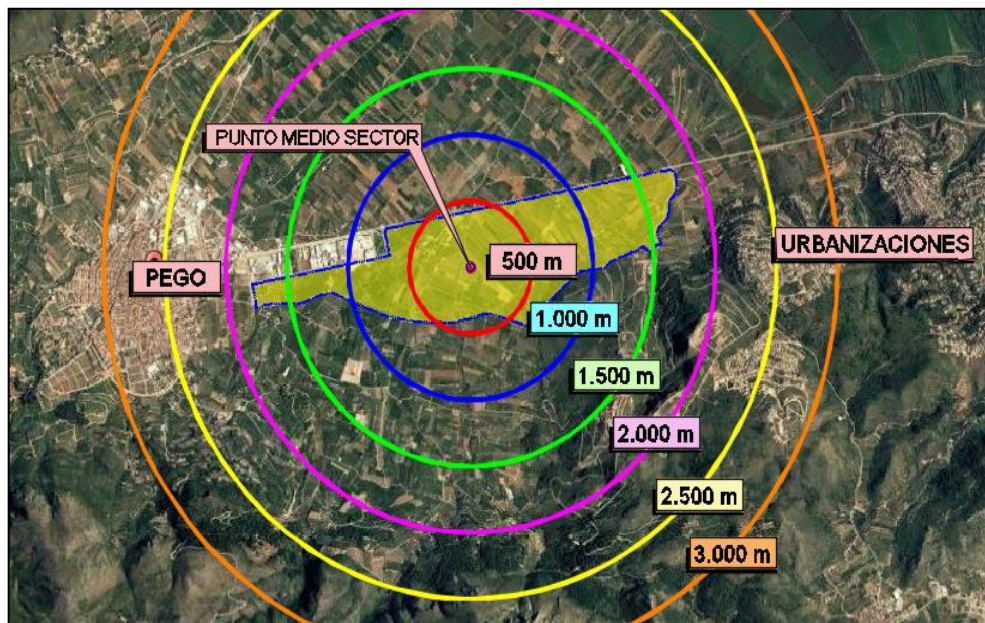 PUNTO MEDIO SECTOR
URBANIZACIONES
500 m
PEGO
1.000 m
1.500 m
2.000 m
2.500 m
3.000 m